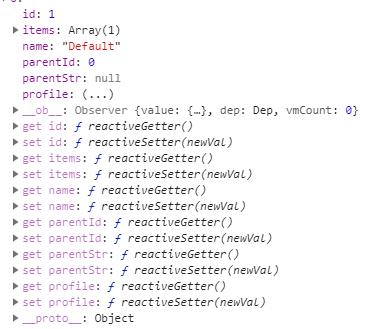 id: 1
items: Array(1)
name: "Default"
parentId: 0
parentStr: null
profile: (...)
__ob__: Observer {value: {…}, dep: Dep, vmCount: 0}
get id: ƒ reactiveGetter()
set id: ƒ reactiveSetter(newVal)
get items: ƒ reactiveGetter()
set items: ƒ reactiveSetter(newVal)
get name: ƒ reactiveGetter()
set name: ƒ reactiveSetter(newVal)
get parentId: ƒ reactiveGetter()
set parentId: ƒ reactiveSetter(newVal)
get parentStr: ƒ reactiveGetter()
set parentStr: ƒ reactiveSetter(newVal)
get profile: ƒ reactiveGetter()
set profile: ƒ reactiveSetter(newVal)
__proto__: Object